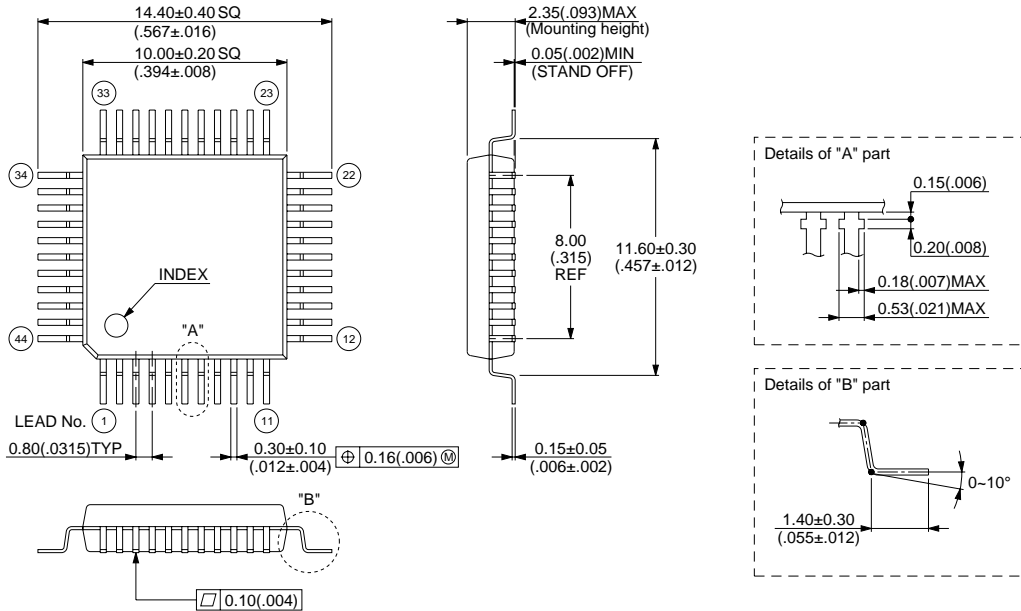 14.40±0.40 SQ
(.567±.016)
10.00±0.20 SQ
(.394±.008)
33
23
34
22
INDEX
44
"A"
12
LEAD No.
1
11
0.80(.0315)TYP
0.30±0.10
(.012±.004)
⌖ 0.16(.006) Ⓜ
"B"
▱ 0.10(.004)
2.35(.093)MAX
(Mounting height)
0.05(.002)MIN
(STAND OFF)
8.00
(.315)
REF
11.60±0.30
(.457±.012)
0.15±0.05
(.006±.002)
Details of "A" part
0.15(.006)
0.20(.008)
0.18(.007)MAX
0.53(.021)MAX
Details of "B" part
0~10°
1.40±0.30
(.055±.012)